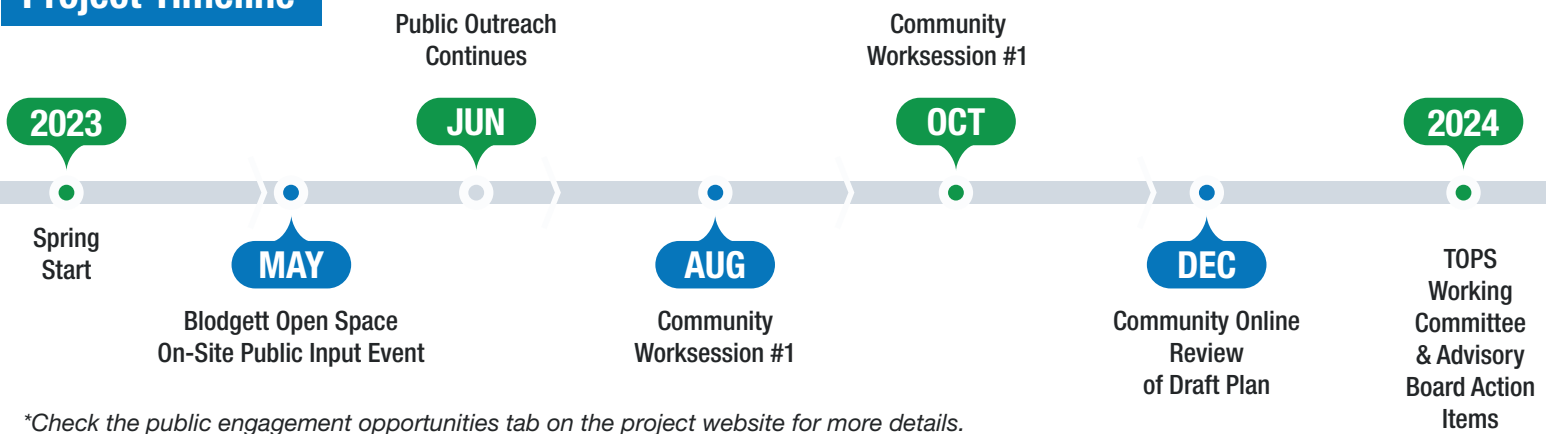 Project Timeline
Public Outreach
Continues
Community
Worksession #1
2023
JUN
OCT
2024
Spring
Start
MAY
AUG
DEC
Blodgett Open Space
On-Site Public Input Event
Community
Worksession #1
Community Online
Review
of Draft Plan
TOPS
Working
Committee
& Advisory
Board Action
Items
*Check the public engagement opportunities tab on the project website for more details.